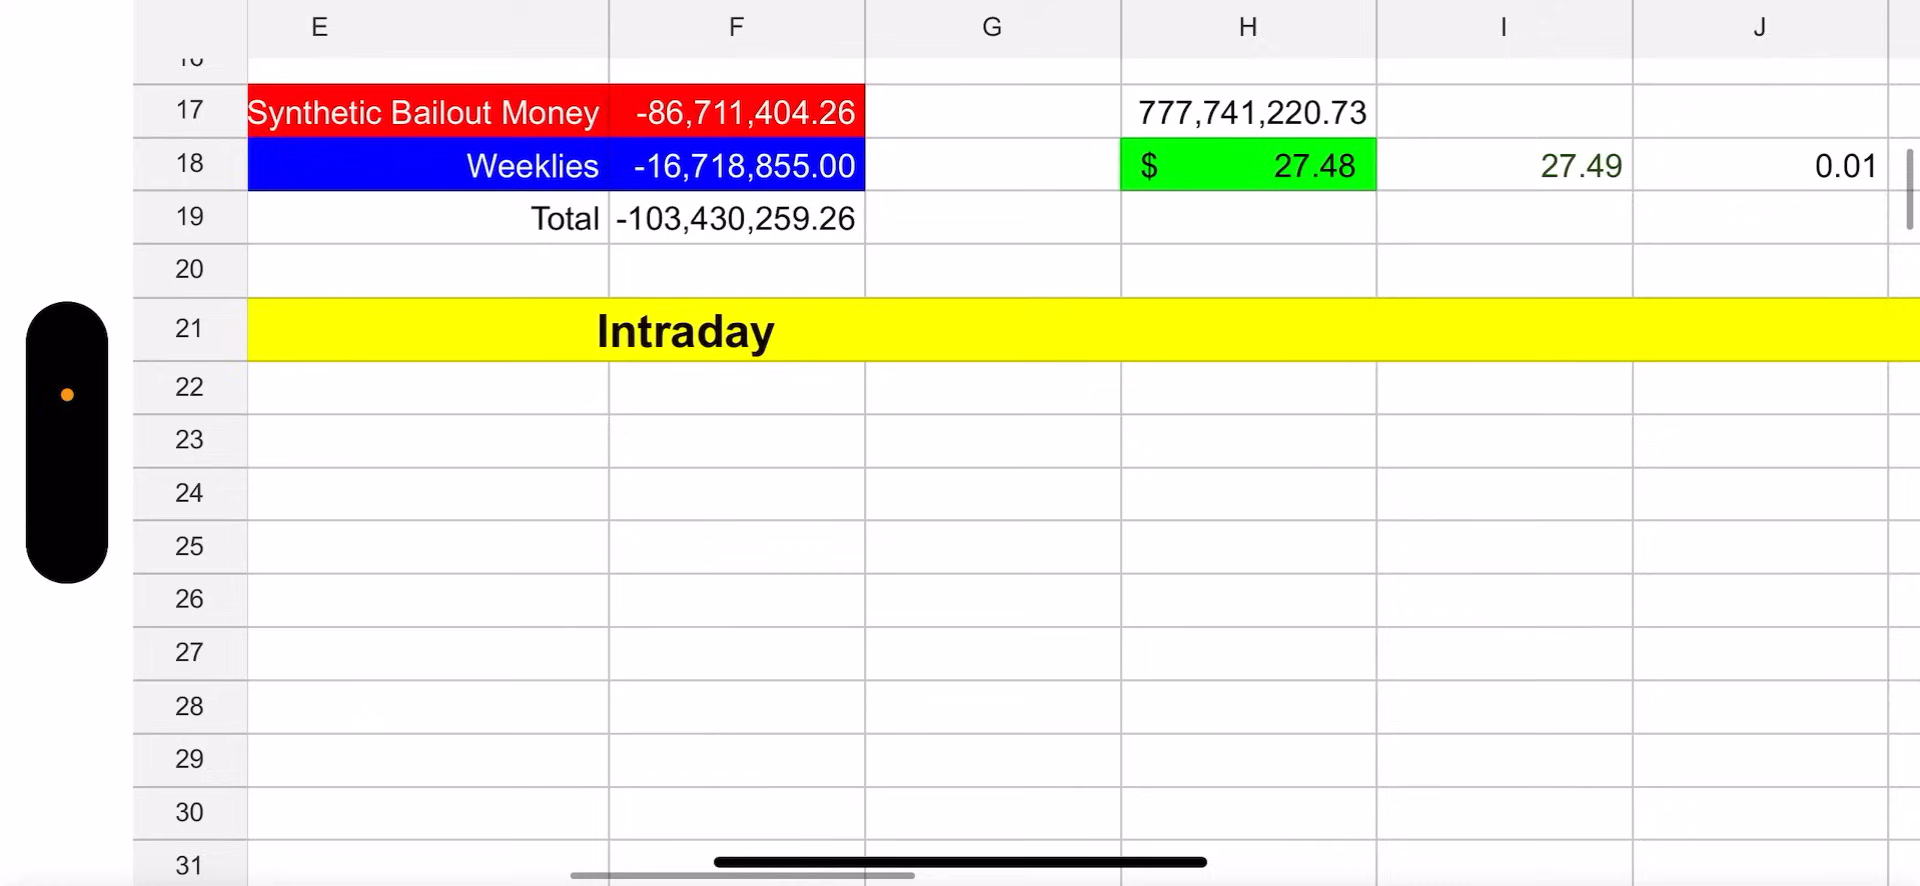 E F G H I J
17 Synthetic Bailout Money -86,711,404.26 777,741,220.73
18 Weeklies -16,718,855.00 $ 27.48 27.49 0.01
19 Total -103,430,259.26
20
21 Intraday
22
23
24
25
26
27
28
29
30
31